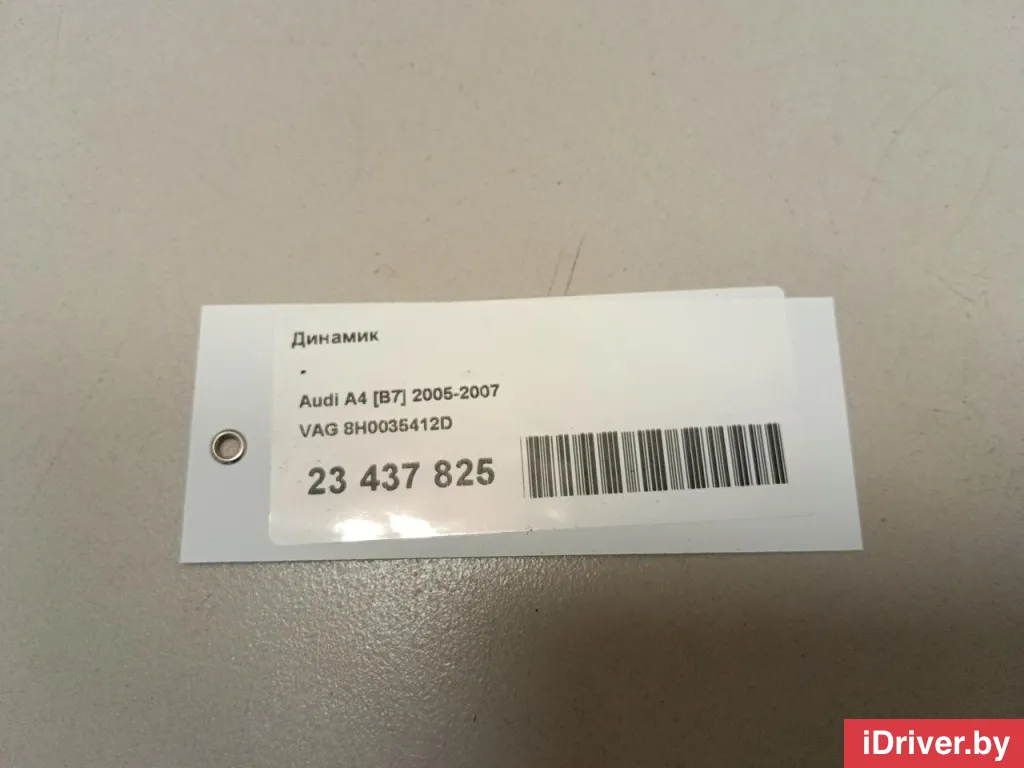 Динамик
-
Audi A4 [B7] 2005-2007
VAG 8H0035412D
23 437 825
iDriver.by